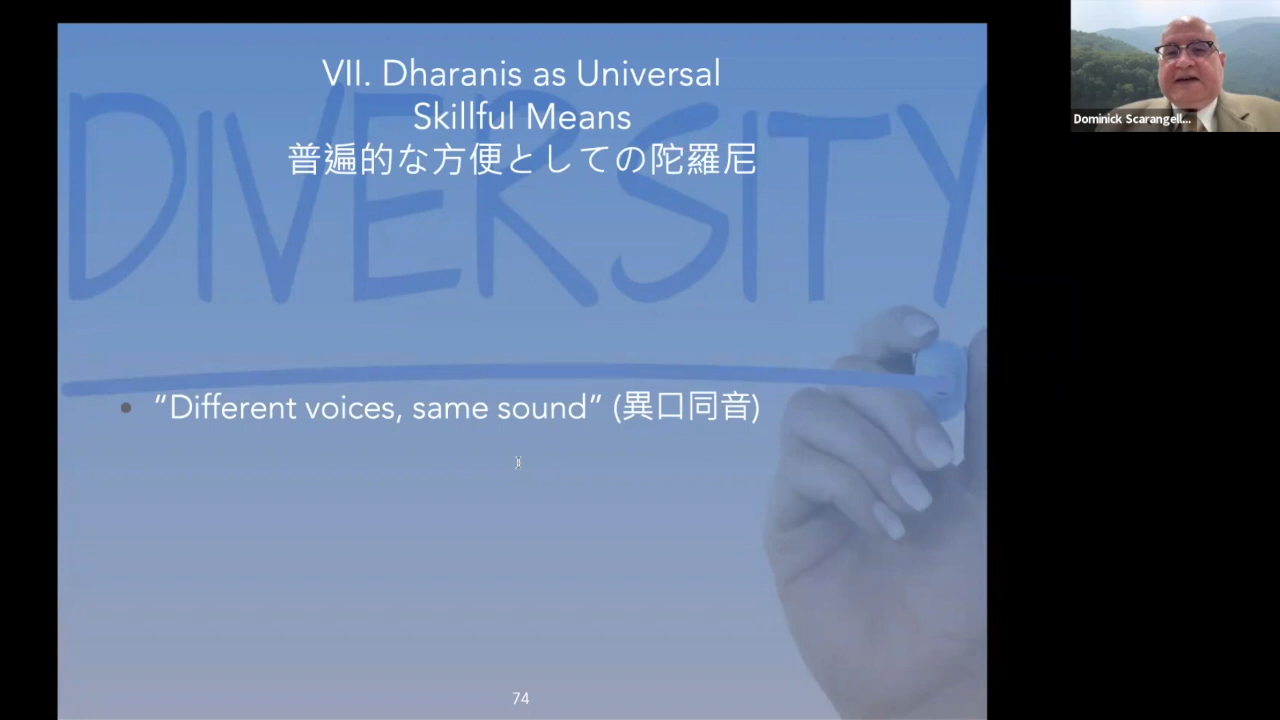 VII. Dharanis as Universal
Skillful Means
普遍的な方便としての陀羅尼
DIVERSITY
• “Different voices, same sound” (異口同音)
74
Dominick Scarangell...